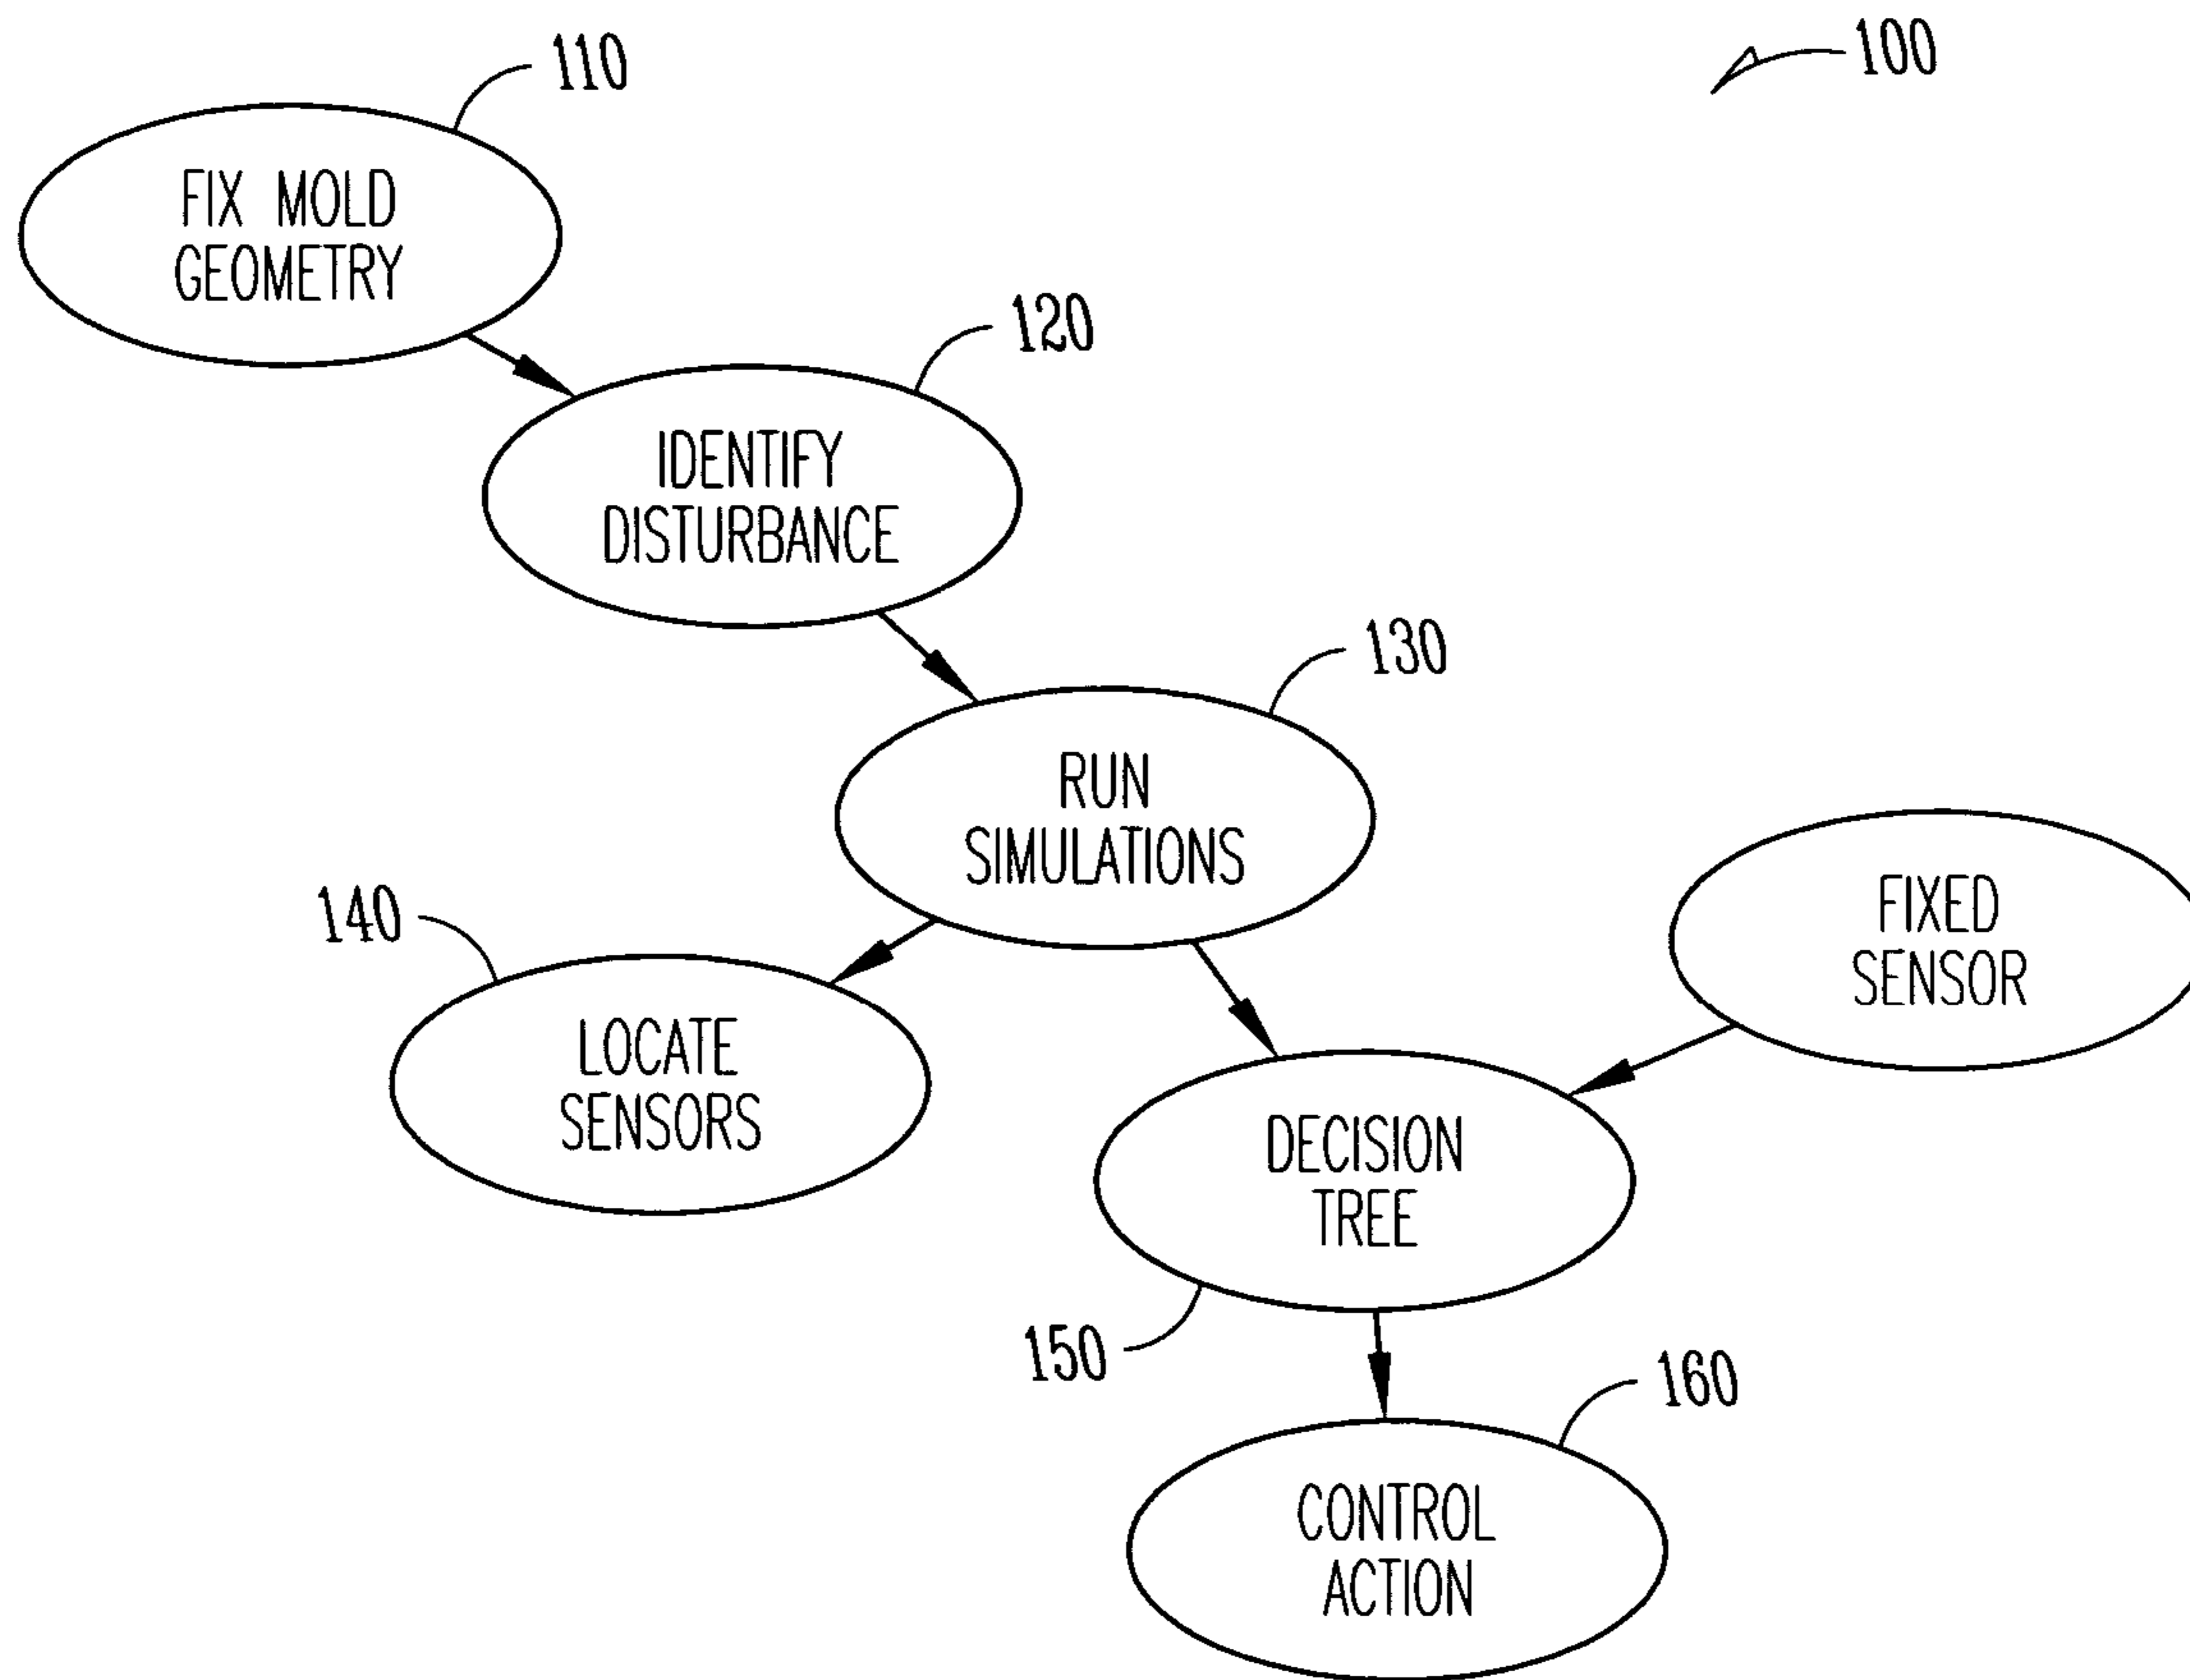 100
110
FIX MOLD
GEOMETRY
120
IDENTIFY
DISTURBANCE
130
RUN
SIMULATIONS
140
LOCATE
SENSORS
FIXED
SENSOR
DECISION
TREE
150
160
CONTROL
ACTION